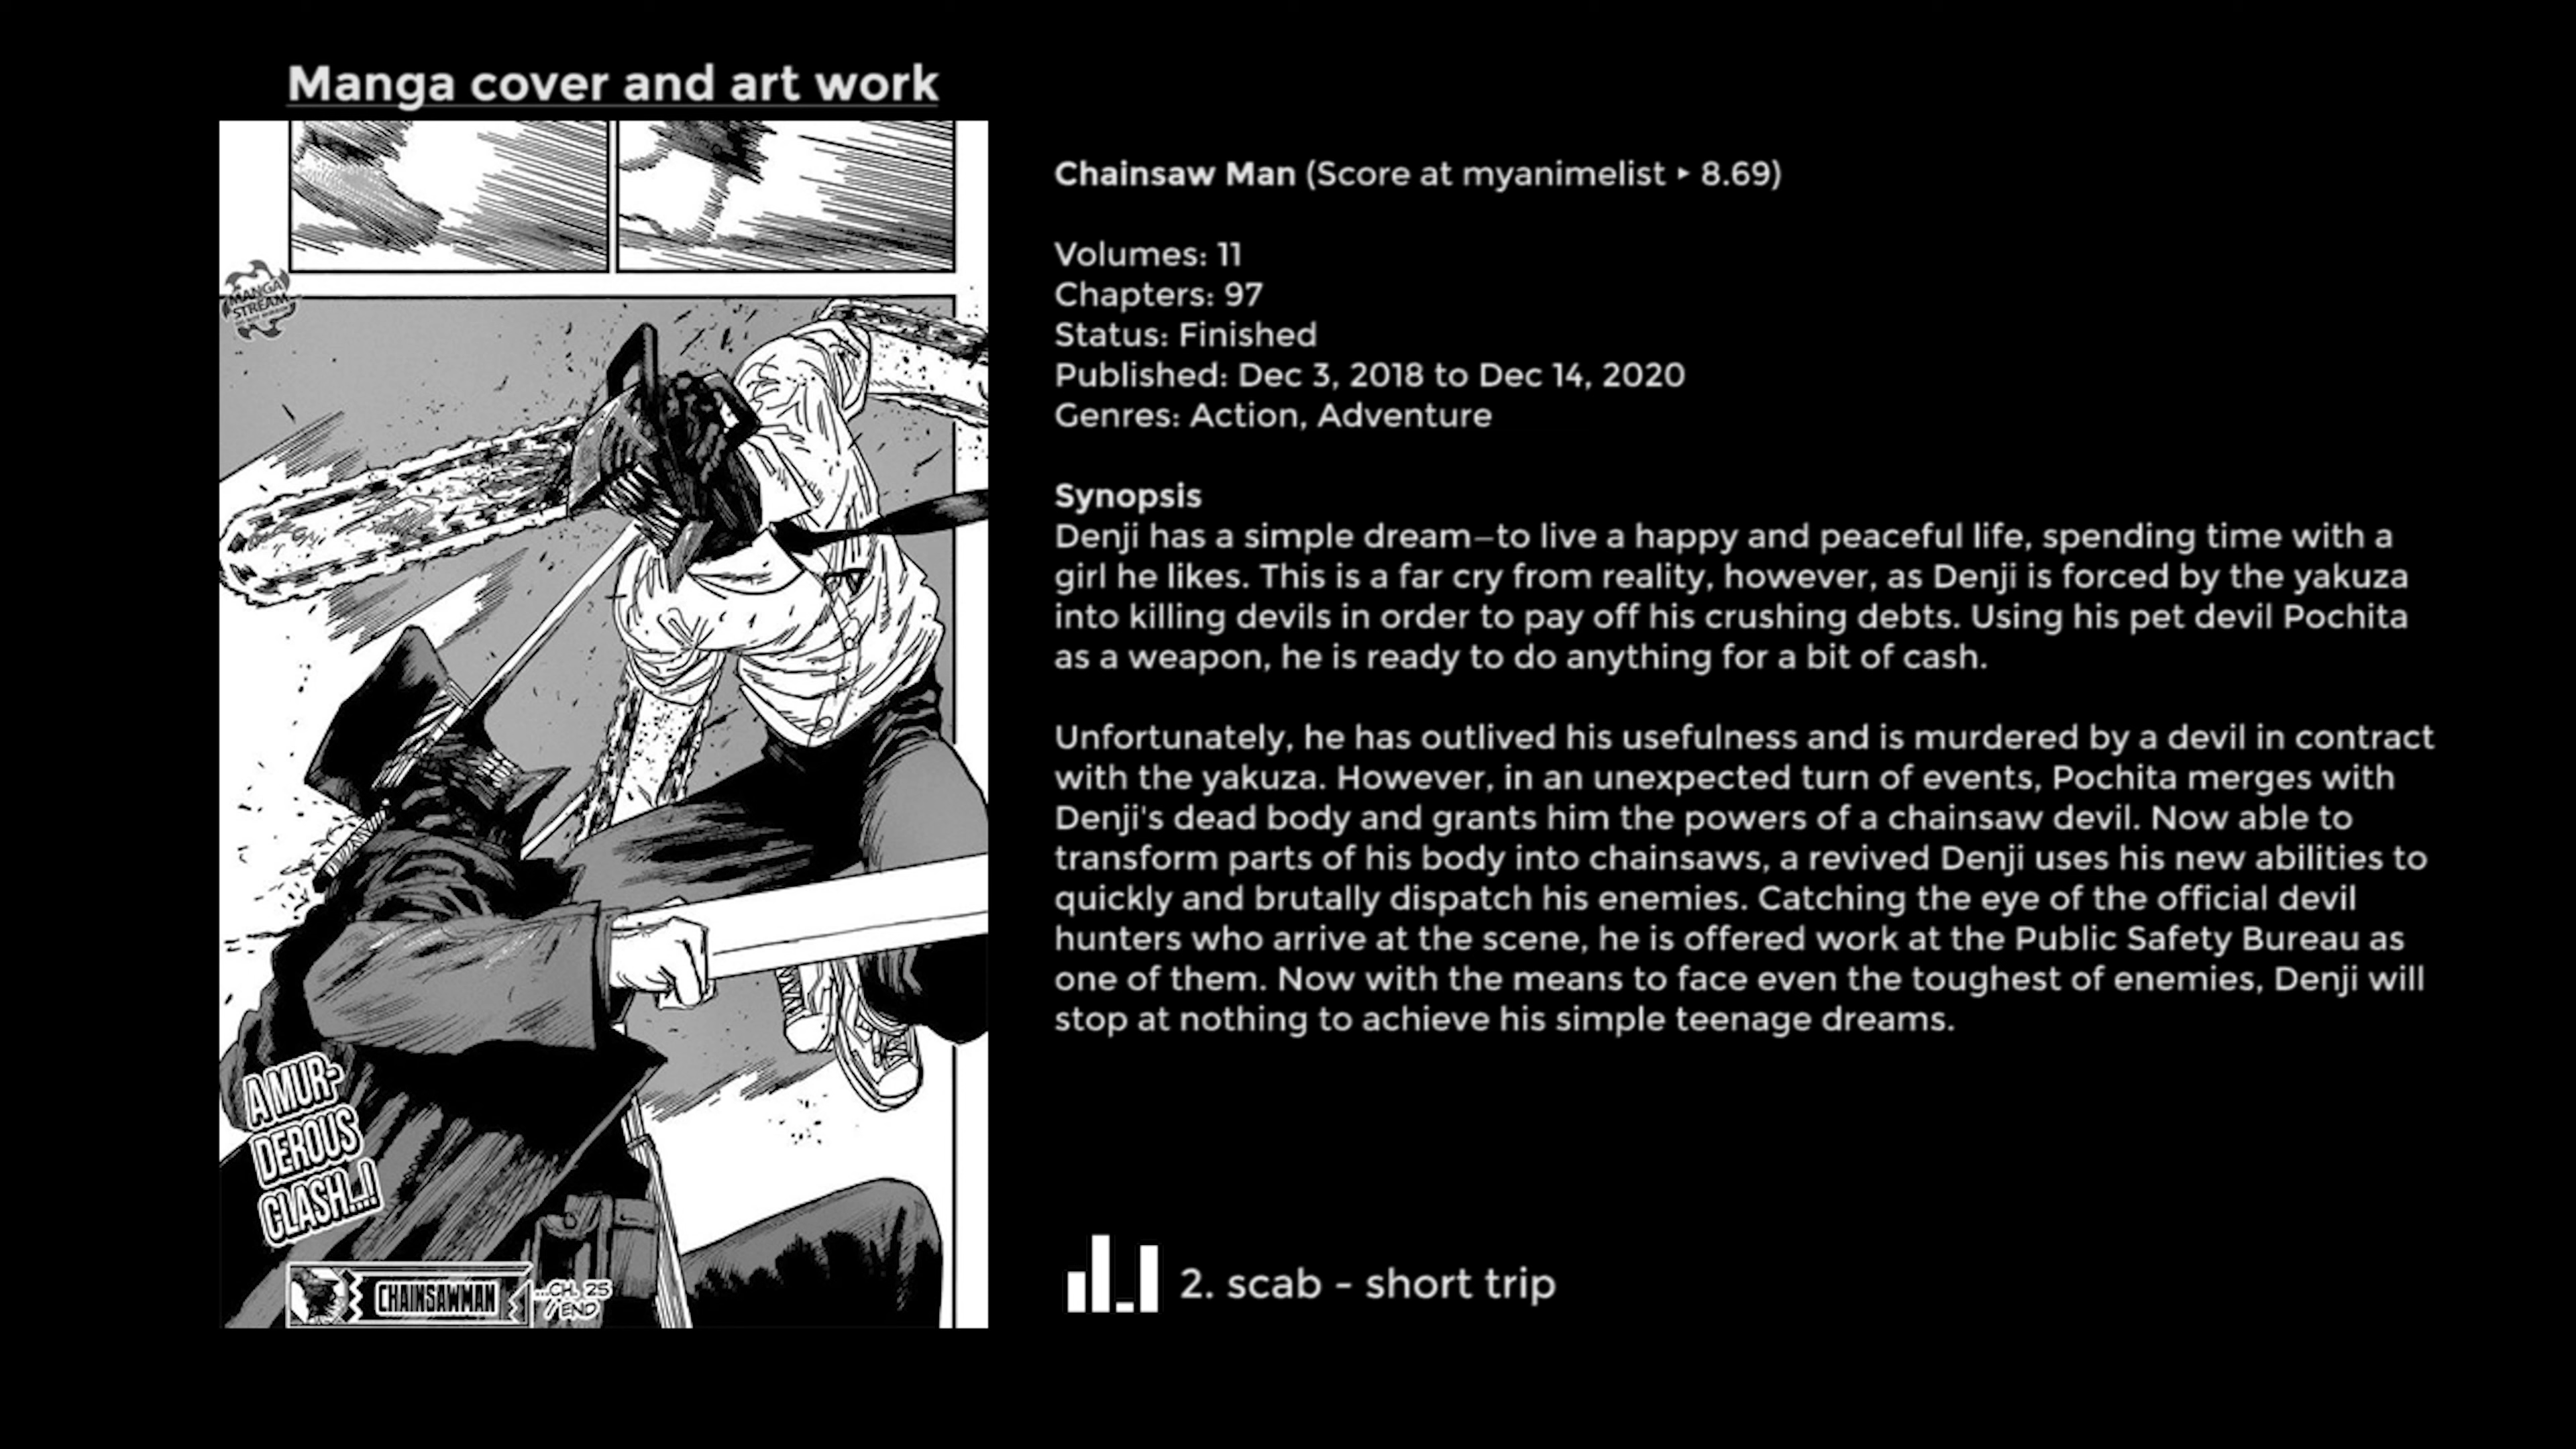 Manga cover and art work
MANGA
STREAM
A MUR-
DEROUS
CLASH...!!
CHAINSAWMAN
...CH. 25
/ END
Chainsaw Man (Score at myanimelist ▸ 8.69)
Volumes: 11
Chapters: 97
Status: Finished
Published: Dec 3, 2018 to Dec 14, 2020
Genres: Action, Adventure
Synopsis
Denji has a simple dream—to live a happy and peaceful life, spending time with a
girl he likes. This is a far cry from reality, however, as Denji is forced by the yakuza
into killing devils in order to pay off his crushing debts. Using his pet devil Pochita
as a weapon, he is ready to do anything for a bit of cash.
Unfortunately, he has outlived his usefulness and is murdered by a devil in contract
with the yakuza. However, in an unexpected turn of events, Pochita merges with
Denji's dead body and grants him the powers of a chainsaw devil. Now able to
transform parts of his body into chainsaws, a revived Denji uses his new abilities to
quickly and brutally dispatch his enemies. Catching the eye of the official devil
hunters who arrive at the scene, he is offered work at the Public Safety Bureau as
one of them. Now with the means to face even the toughest of enemies, Denji will
stop at nothing to achieve his simple teenage dreams.
2. scab - short trip